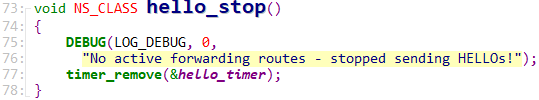 73: void NS_CLASS hello_stop()
74: {
75: DEBUG(LOG_DEBUG, 0,
76: "No active forwarding routes - stopped sending HELLOs!");
77: timer_remove(&hello_timer);
78: }